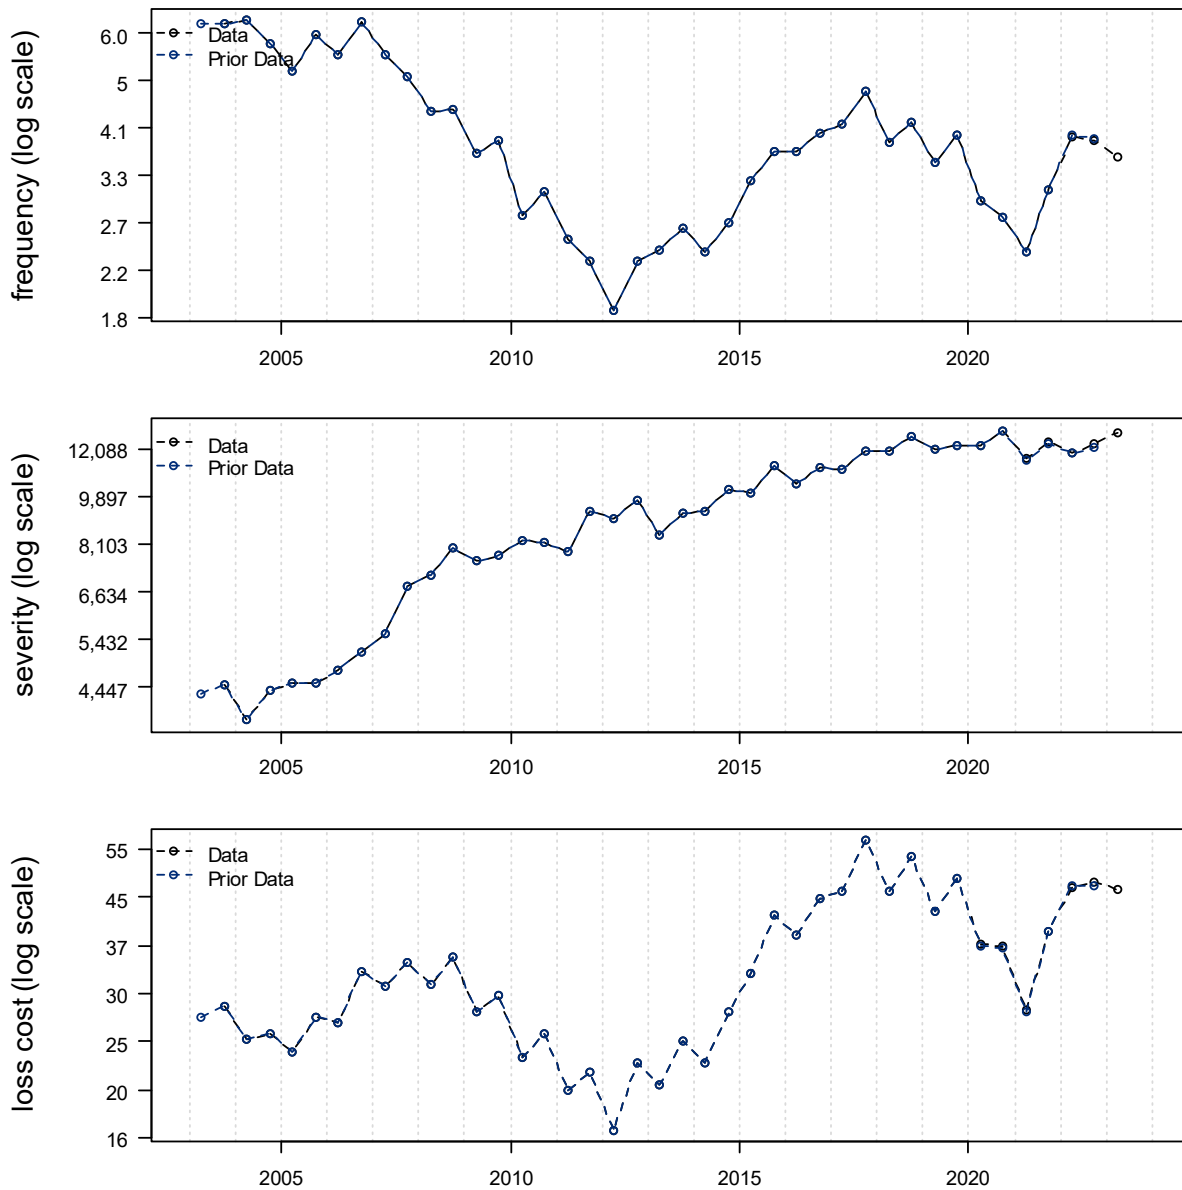 frequency (log scale)
6.0
5
4.1
3.3
2.7
2.2
1.8
Data
Prior Data
2005 2010 2015 2020
severity (log scale)
12,088
9,897
8,103
6,634
5,432
4,447
Data
Prior Data
2005 2010 2015 2020
loss cost (log scale)
55
45
37
30
25
20
16
Data
Prior Data
2005 2010 2015 2020